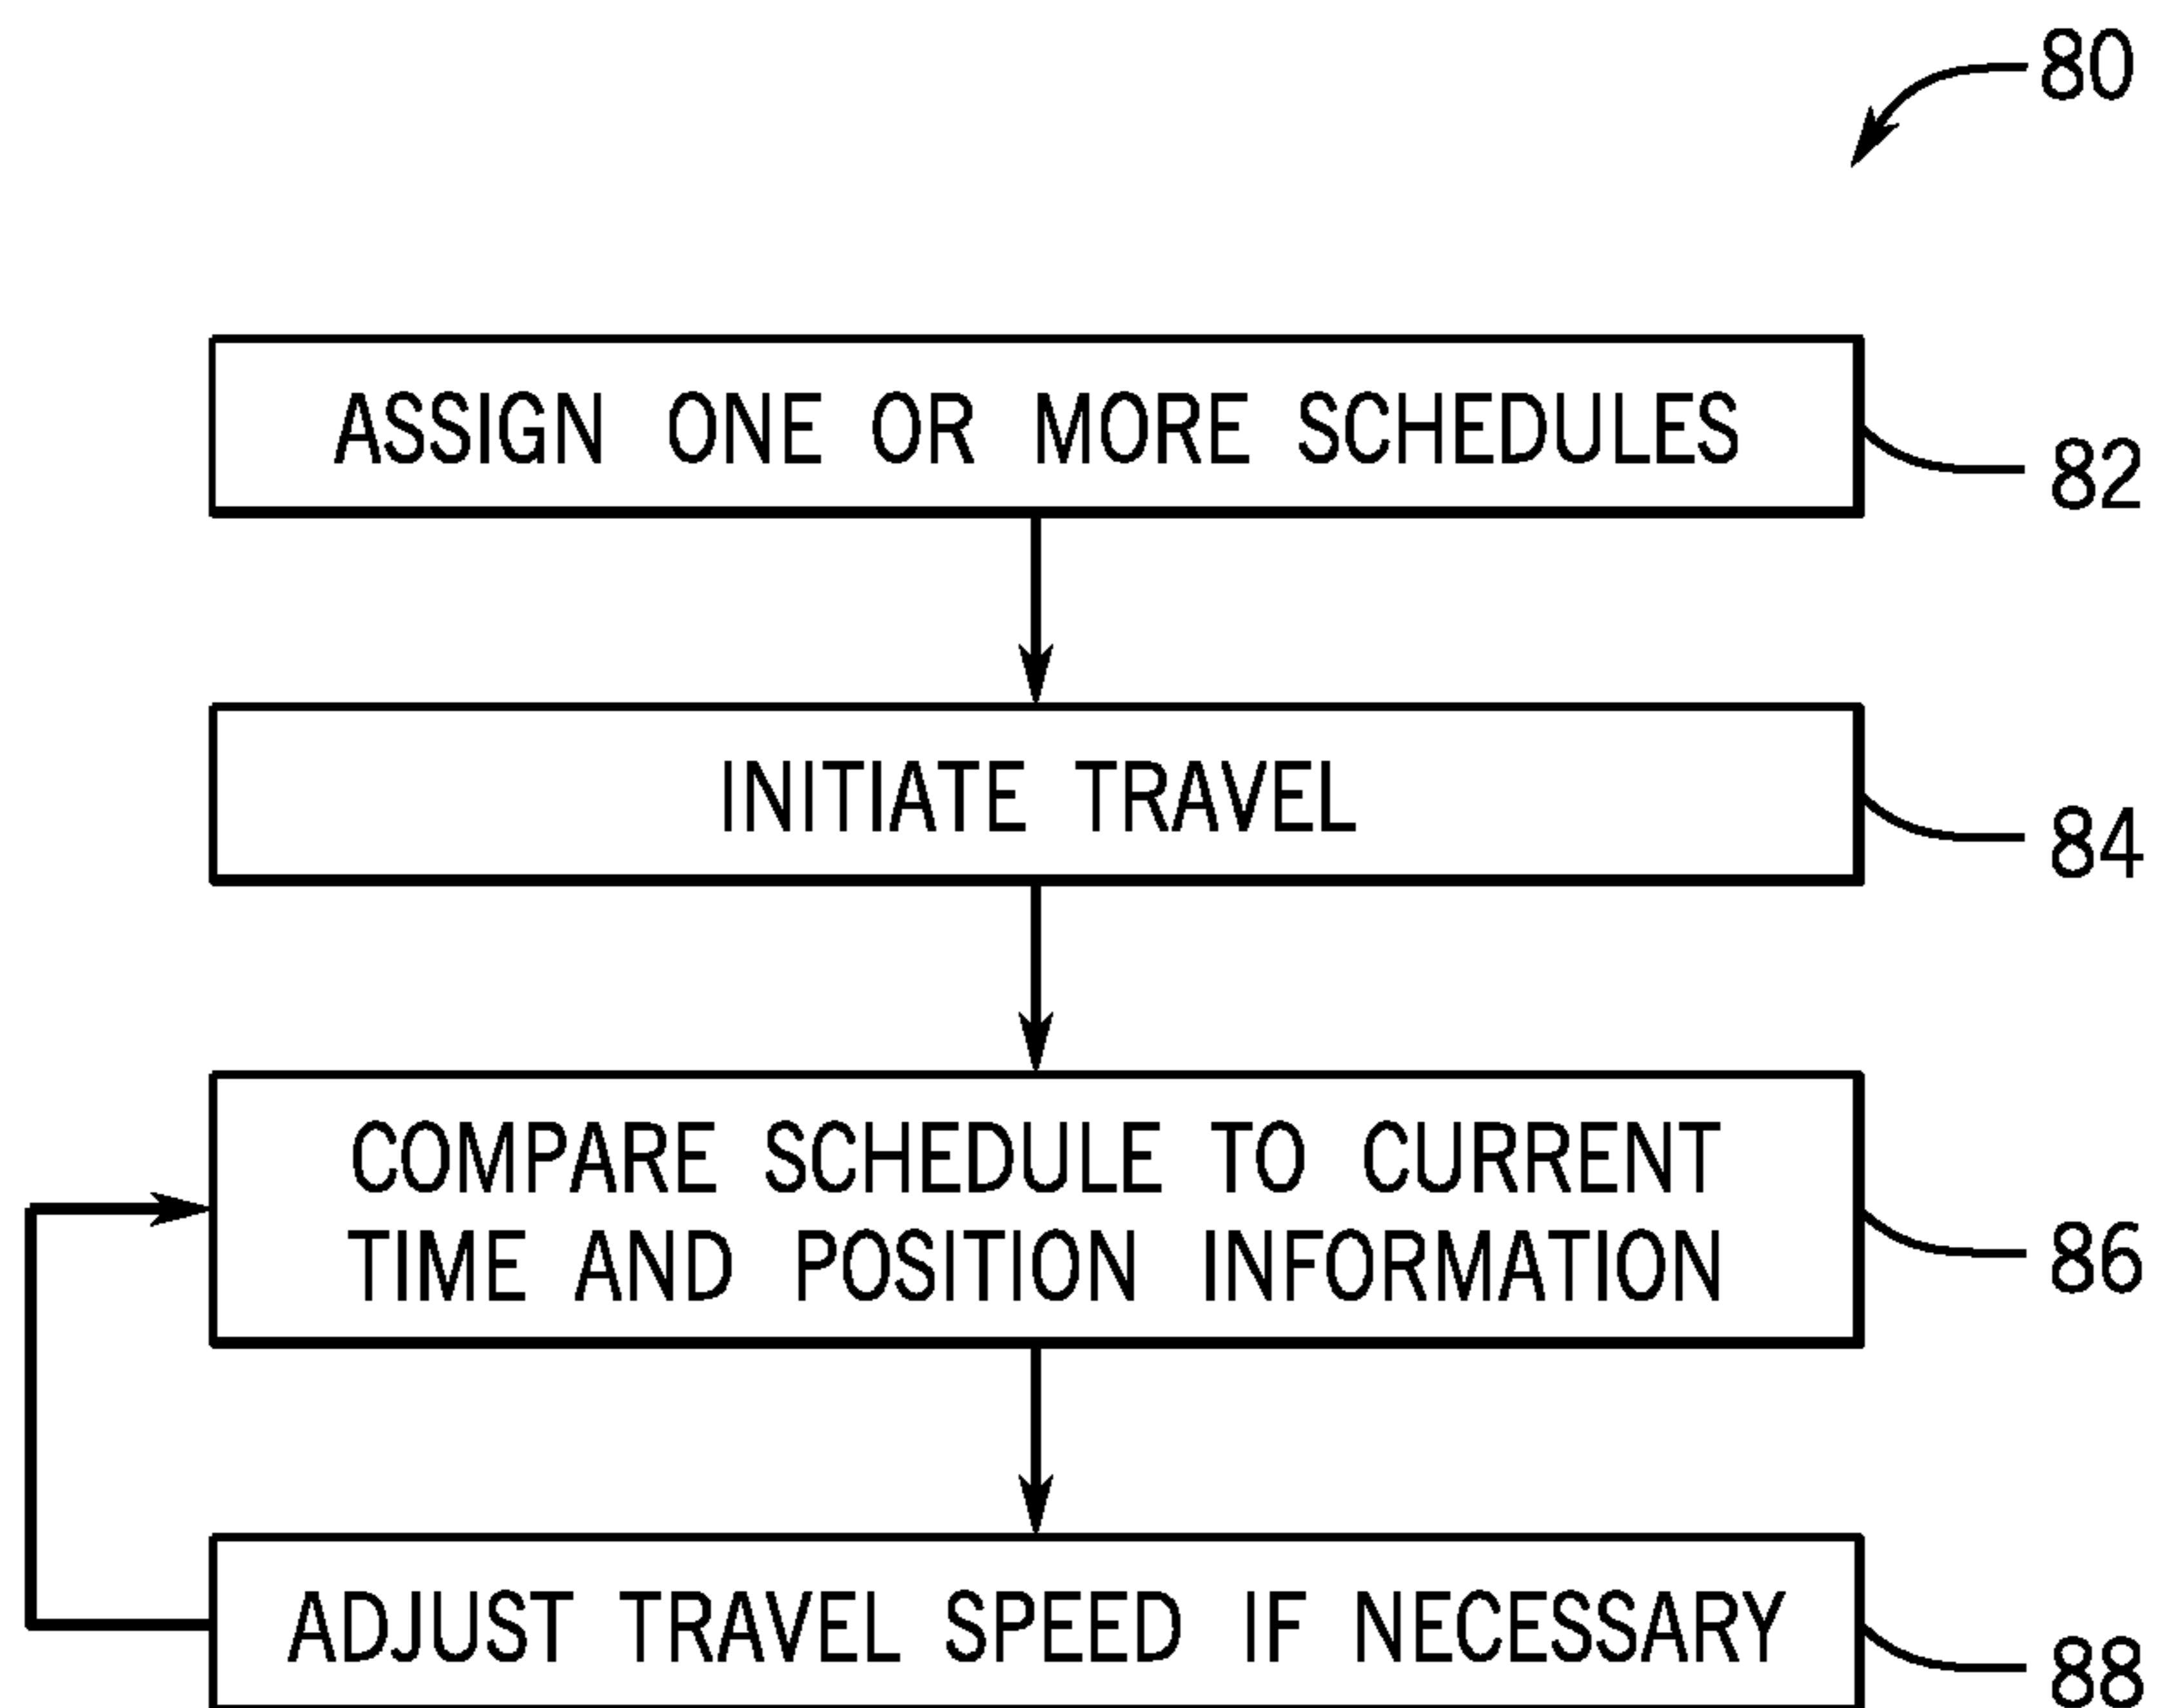 80
ASSIGN ONE OR MORE SCHEDULES
82
INITIATE TRAVEL
84
COMPARE SCHEDULE TO CURRENT
TIME AND POSITION INFORMATION
86
ADJUST TRAVEL SPEED IF NECESSARY
88